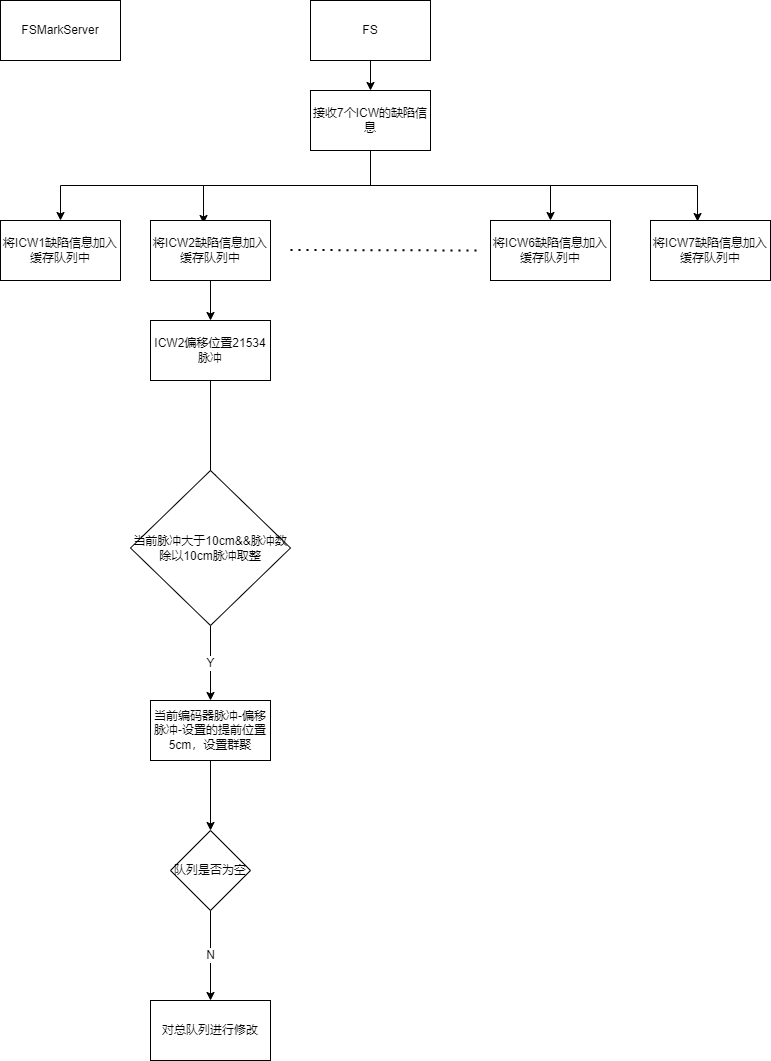 FSMarkServer
FS
接收7个ICW的缺陷信
息
将ICW1缺陷信息加入
缓存队列中
将ICW2缺陷信息加入
缓存队列中
将ICW6缺陷信息加入
缓存队列中
将ICW7缺陷信息加入
缓存队列中
ICW2偏移位置21534
脉冲
当前脉冲大于10cm&&脉冲数
除以10cm脉冲取整
Y
当前编码器脉冲-偏移
脉冲-设置的提前位置
5cm，设置群聚
队列是否为空
N
对总队列进行修改